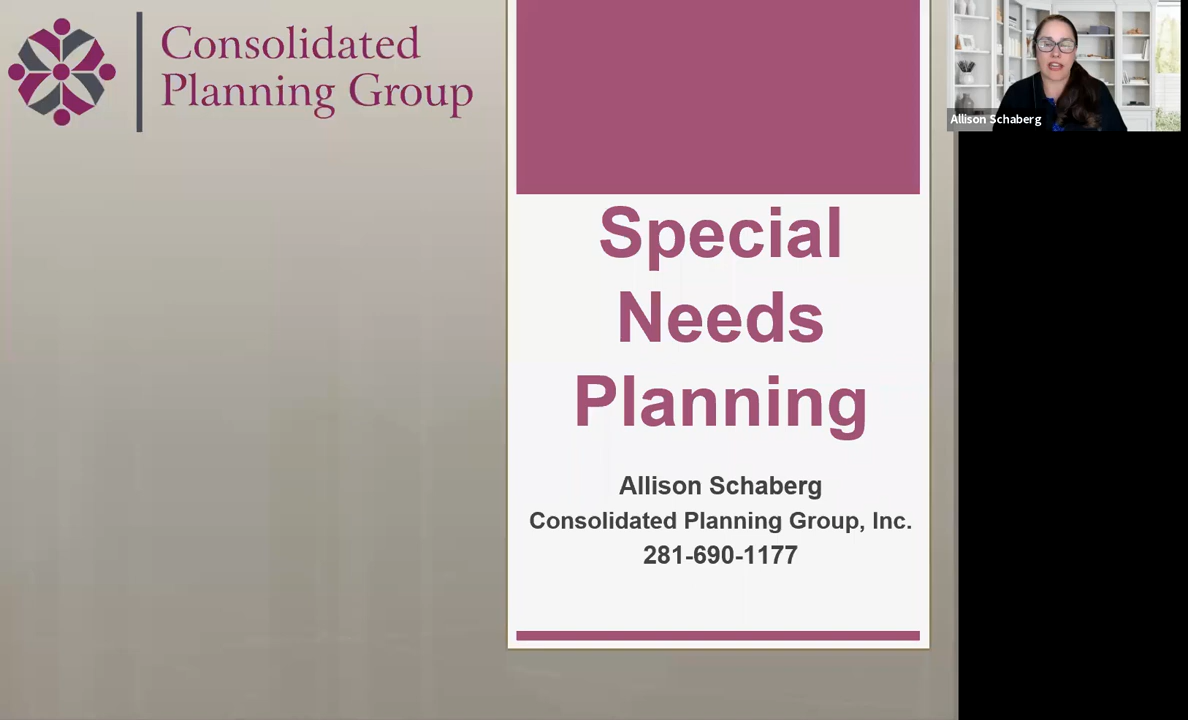 Consolidated
Planning Group
Allison Schaberg
Special
Needs
Planning
Allison Schaberg
Consolidated Planning Group, Inc.
281-690-1177